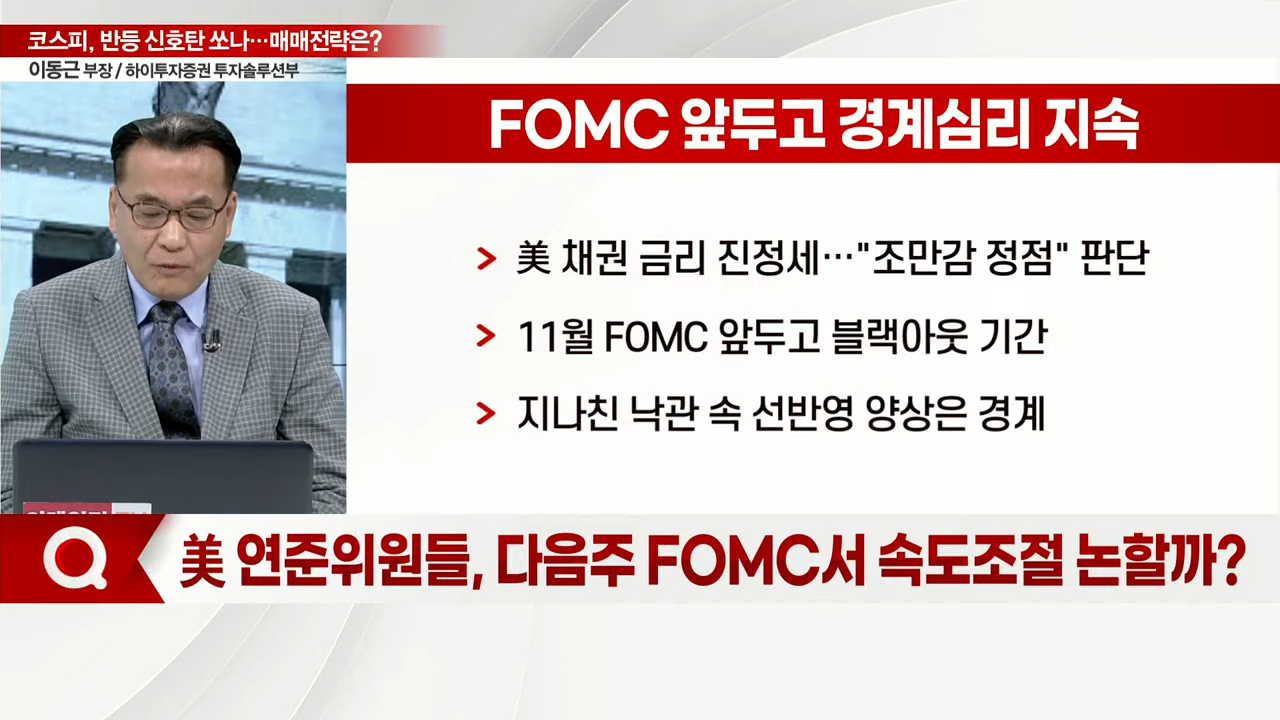 코스피, 반등 신호탄 쏘나…매매전략은?
이동근 부장 / 하이투자증권 투자솔루션부
FOMC 앞두고 경계심리 지속
> 美 채권 금리 진정세…"조만감 정점" 판단
> 11월 FOMC 앞두고 블랙아웃 기간
> 지나친 낙관 속 선반영 양상은 경계
Q 美 연준위원들, 다음주 FOMC서 속도조절 논할까?